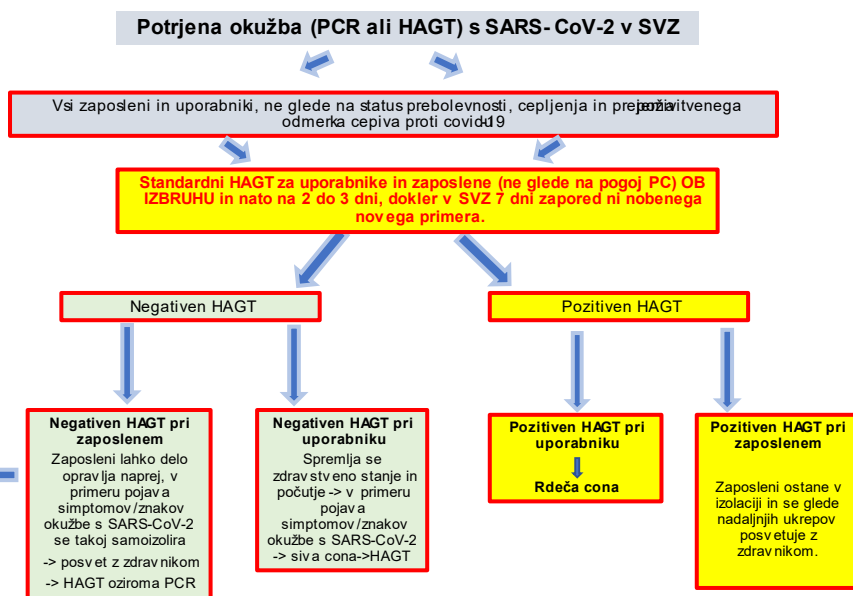 Potrjena okužba (PCR ali HAGT) s SARS- CoV-2 v SVZ
Vsi zaposleni in uporabniki, ne glede na status prebolevnosti, cepljenja in
odmerka cepiva proti
Standardni HAGT za uporabnike in zaposlene (ne glede na pogoj PC) OB
IZBRUHU in nato na 2 do 3 dni, dokler v SVZ 7 dni zapored ni nobenega
novega primera.
Negativen HAGT
Pozitiven HAGT
Negativen HAGT pri
zaposlenem
Zaposleni lahko delo
opravlja naprej, v
primeru pojava
simptomov/znakov
okužbe s SARS-CoV-2
se takoj samoizolira
-> posvet z zdravnikom
-> HAGT oziroma PCR
Negativen HAGT pri
uporabniku
Spremlja se
zdravstveno stanje in
počutje -> v primeru
pojava
simptomov/znakov
okužbe s SARS-CoV-2
-> siva cona->HAGT
Pozitiven HAGT pri
uporabniku
Rdeča cona
Pozitiven HAGT pri
zaposlenem
Zaposleni ostane v
izolaciji in se glede
nadaljnjih ukrepov
posvetuje z
zdravnikom.